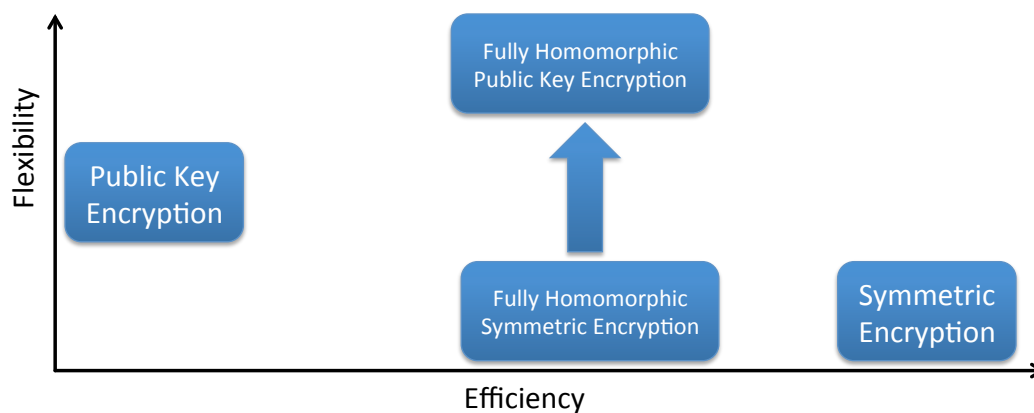 Flexibility
Fully Homomorphic
Public Key Encryption
Public Key
Encryption
Fully Homomorphic
Symmetric Encryption
Symmetric
Encryption
Efficiency